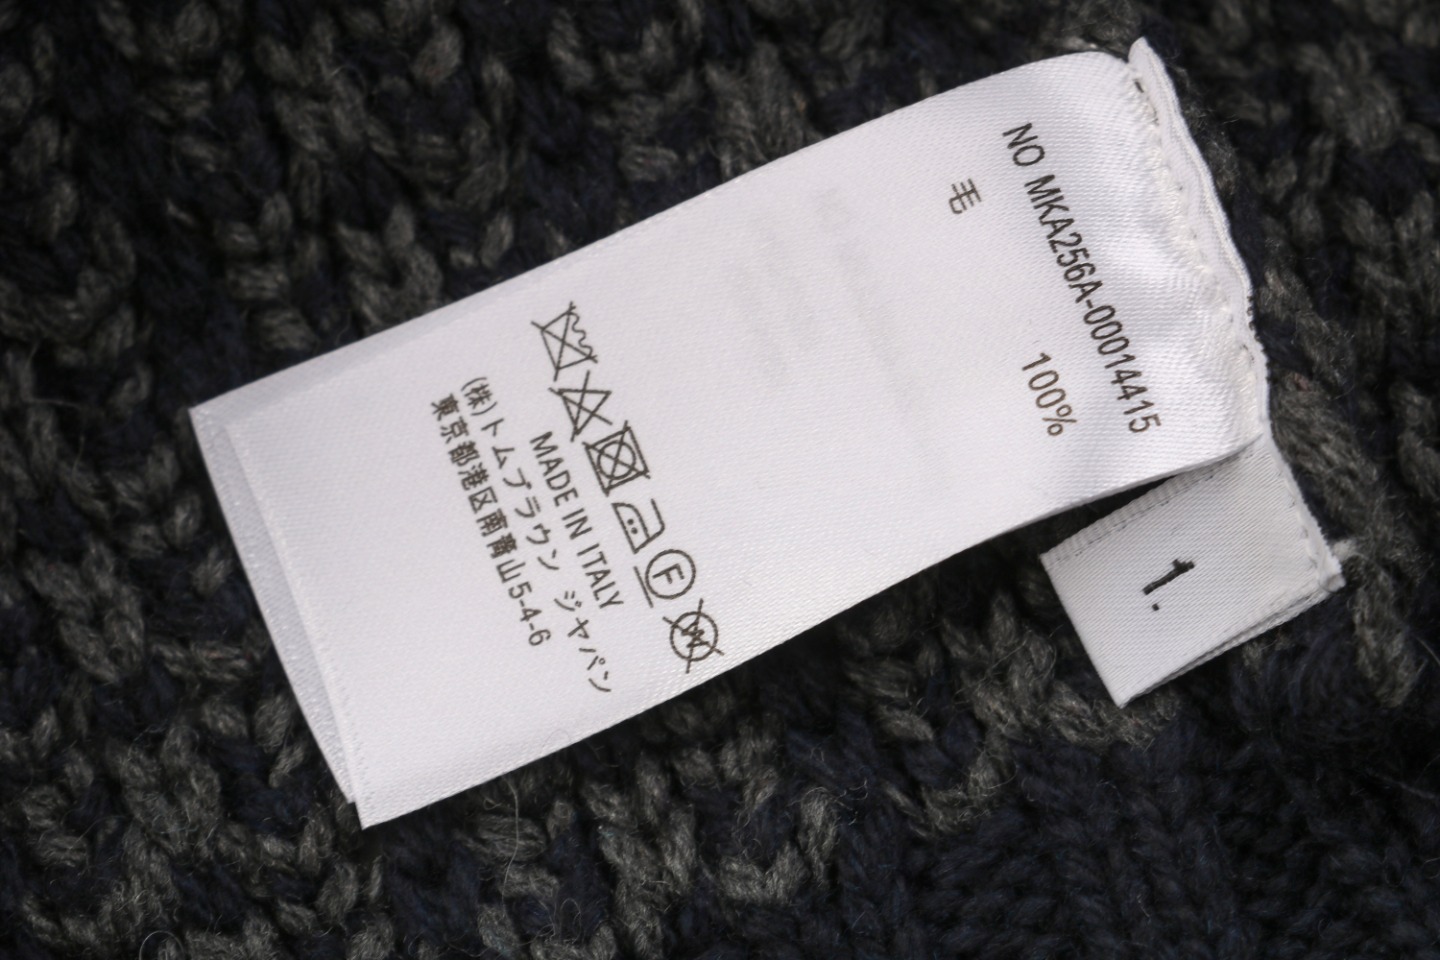 NO MKA256A-00014415
毛 100%
F
W
MADE IN ITALY
(株)トムブラウン ジャパン
東京都港区南青山5-4-6
1.